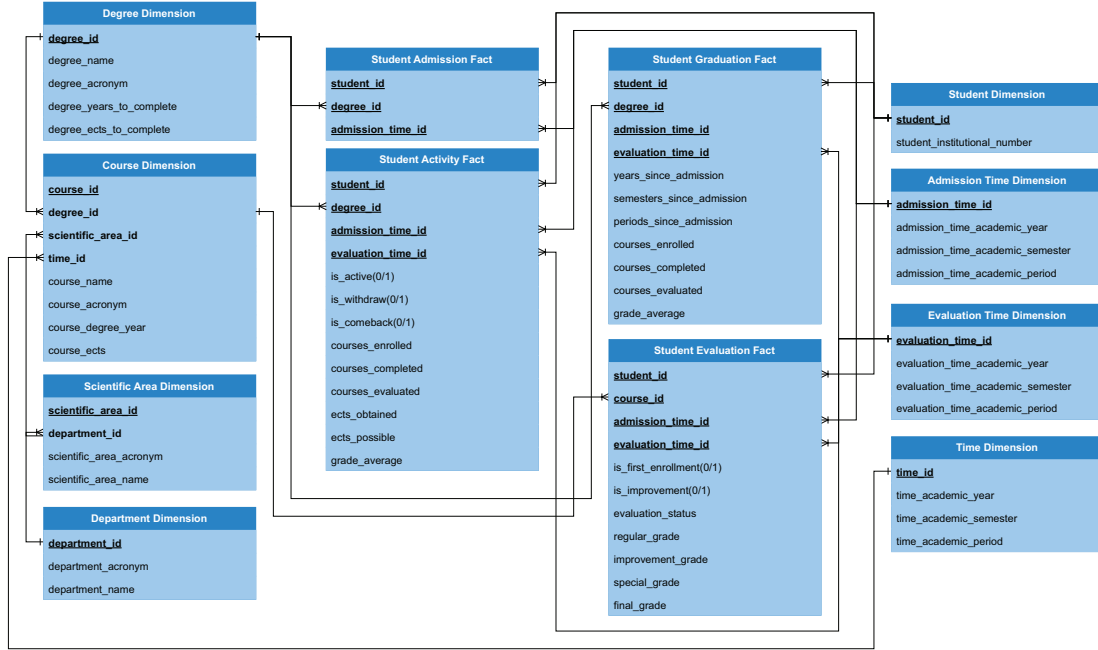 Degree Dimension
degree_id
degree_name
degree_acronym
degree_years_to_complete
degree_ects_to_complete
Course Dimension
course_id
degree_id
scientific_area_id
time_id
course_name
course_acronym
course_degree_year
course_ects
Scientific Area Dimension
scientific_area_id
department_id
scientific_area_acronym
scientific_area_name
Department Dimension
department_id
department_acronym
department_name
Student Admission Fact
student_id
degree_id
admission_time_id
Student Activity Fact
student_id
degree_id
admission_time_id
evaluation_time_id
is_active(0/1)
is_withdraw(0/1)
is_comeback(0/1)
courses_enrolled
courses_completed
courses_evaluated
ects_obtained
ects_possible
grade_average
Student Graduation Fact
student_id
degree_id
admission_time_id
evaluation_time_id
years_since_admission
semesters_since_admission
periods_since_admission
courses_enrolled
courses_completed
courses_evaluated
grade_average
Student Evaluation Fact
student_id
course_id
admission_time_id
evaluation_time_id
is_first_enrollment(0/1)
is_improvement(0/1)
evaluation_status
regular_grade
improvement_grade
special_grade
final_grade
Student Dimension
student_id
student_institutional_number
Admission Time Dimension
admission_time_id
admission_time_academic_year
admission_time_academic_semester
admission_time_academic_period
Evaluation Time Dimension
evaluation_time_id
evaluation_time_academic_year
evaluation_time_academic_semester
evaluation_time_academic_period
Time Dimension
time_id
time_academic_year
time_academic_semester
time_academic_period